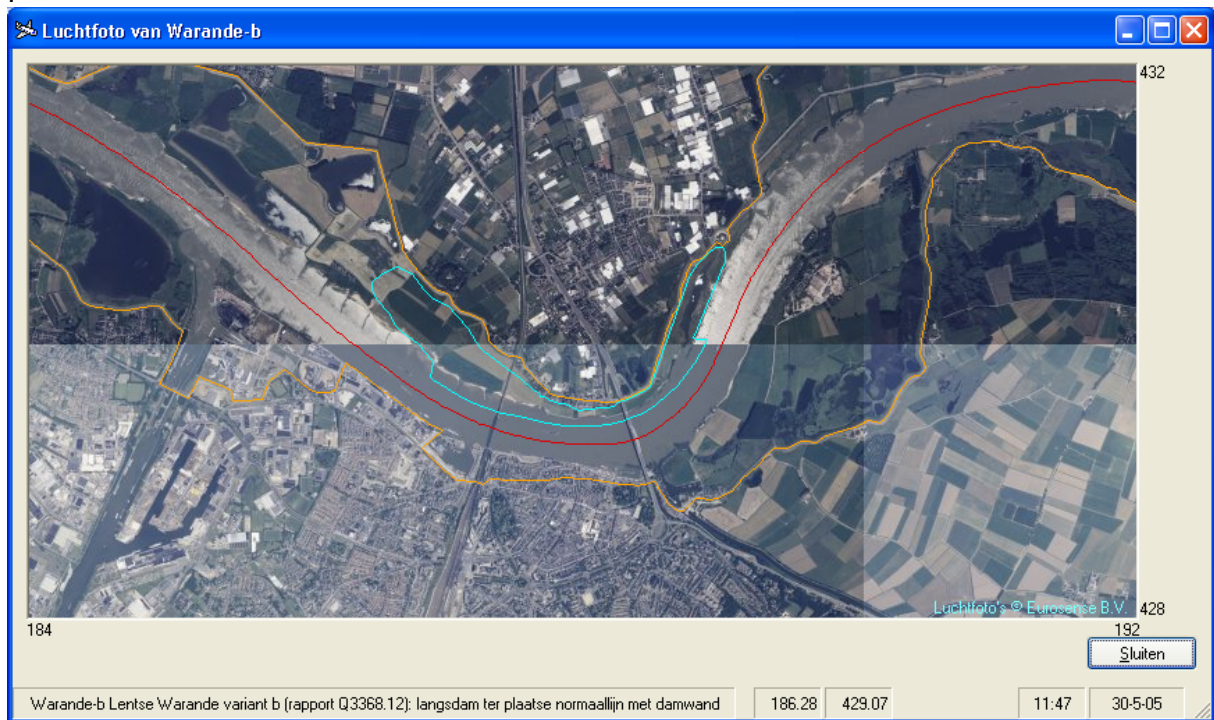 Luchtfoto van Warande-b
432
Luchtfoto's © Eurosense B.V.
428
184
192
Sluiten
Warande-b Lentse Warande variant b (rapport Q3368.12): langsdam ter plaatse normaallijn met damwand
186.28
429.07
11:47
30-5-05